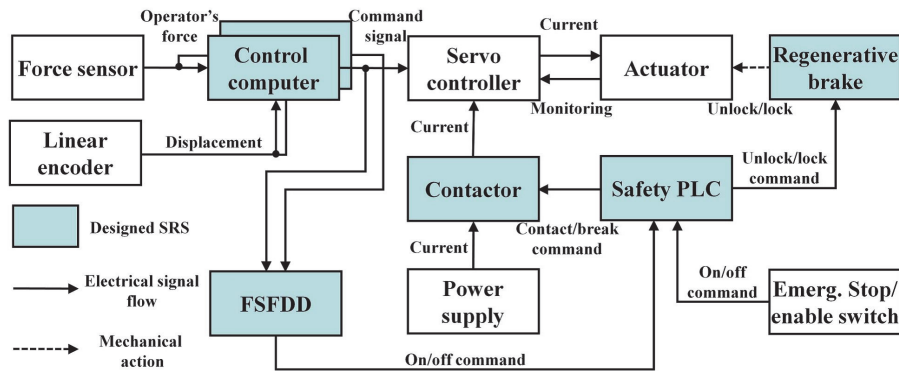 Operator's
force
Command
signal
Current
Force sensor
Control
computer
Servo
controller
Actuator
Regenerative
brake
Monitoring
Unlock/lock
Linear
encoder
Displacement
Current
Unlock/lock
command
Contactor
Safety PLC
Designed SRS
Contact/break
command
Current
Electrical signal
flow
FSFDD
Power
supply
On/off
command
Emerg. Stop/
enable switch
Mechanical
action
On/off command